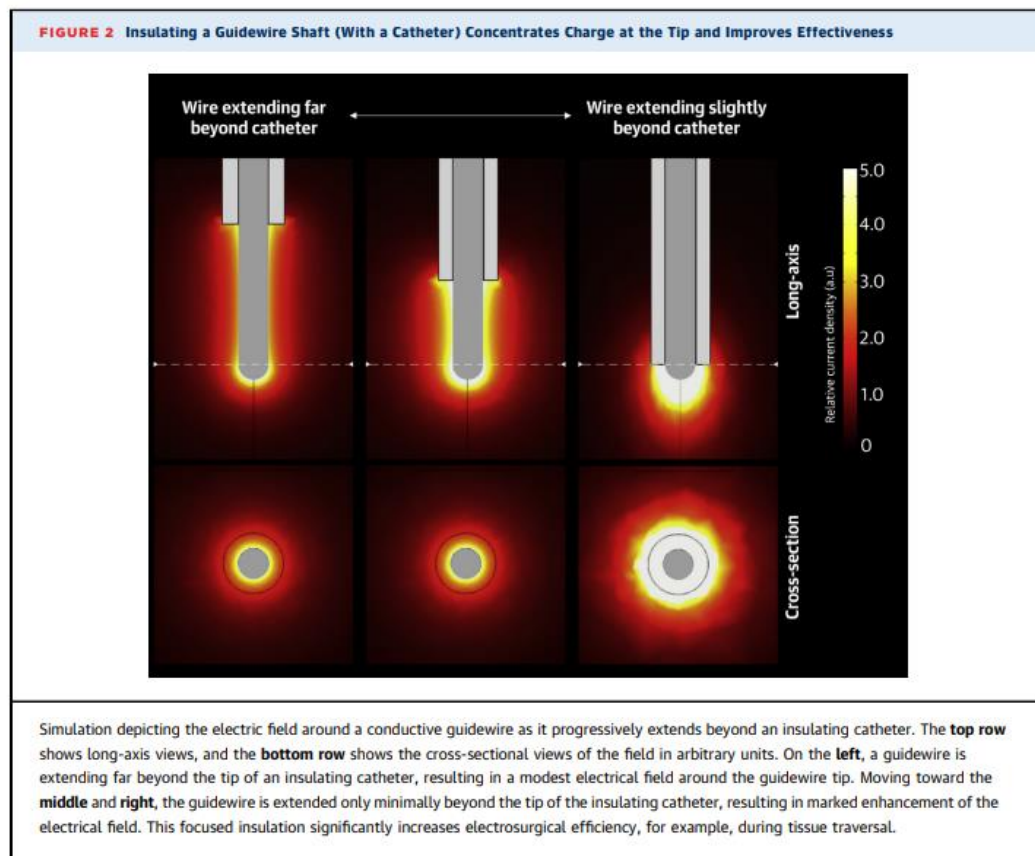 FIGURE 2 Insulating a Guidewire Shaft (With a Catheter) Concentrates Charge at the Tip and Improves Effectiveness
Wire extending far
beyond catheter
Wire extending slightly
beyond catheter
Long-axis
Cross-section
Relative current density (a.u)
5.0
4.0
3.0
2.0
1.0
0
Simulation depicting the electric field around a conductive guidewire as it progressively extends beyond an insulating catheter. The top row
shows long-axis views, and the bottom row shows the cross-sectional views of the field in arbitrary units. On the left, a guidewire is
extending far beyond the tip of an insulating catheter, resulting in a modest electrical field around the guidewire tip. Moving toward the
middle and right, the guidewire is extended only minimally beyond the tip of the insulating catheter, resulting in marked enhancement of the
electrical field. This focused insulation significantly increases electrosurgical efficiency, for example, during tissue traversal.